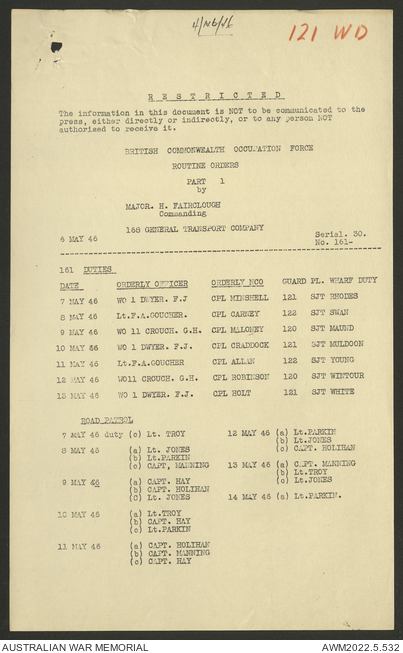 121 WD
R E S T R I C T E D
The information in this document is NOT to be communicated to the
press, either directly or indirectly, or to any person NOT
authorised to receive it.
BRITISH COMMONWEALTH OCCUPATION FORCE
ROUTINE ORDERS
PART 1
by
MAJOR. H. FAIRCLOUGH
Commanding
168 GENERAL TRANSPORT COMPANY
6 MAY 46 Serial. 30.
No. 161-
161 DUTIES
DATE ORDERLY OFFICER ORDERLY NCO GUARD PL. WHARF DUTY
7 MAY 46 WO 1 DWYER. F.J CPL MINSHELL 121 SJT RHODES
8 MAY 46 Lt.F.A.GOUCHER. CPL CARNEY 122 SJT SWAN
9 MAY 46 WO 11 CROUCH. G.H. CPL MALONEY 120 SJT MAUND
10 MAY 46 WO 1 DWYER. F.J. CPL CRADDOCK 121 SJT MULDOON
11 MAY 46 Lt.F.A.GOUCHER CPL ALLAN 122 SJT YOUNG
12 MAY 46 WO11 CROUCH. G.H. CPL ROBINSON 120 SJT WINTOUR
13 MAY 46 WO 1 DWYER. F.J. CPL HOLT 121 SJT WHITE
ROAD PATROL
7 MAY 46 duty (c) Lt. TROY
8 MAY 46 (a) Lt. JONES
(b) Lt.PARKIN
(c) CAPT, MANNING
9 MAY 46 (a) CAPT. HAY
(b) CAPT. HOLIHAN
(c) Lt. JONES
10 MAY 46 (a) Lt.TROY
(b) CAPT. HAY
(c) Lt.PARKIN
11 MAY 46 (a) CAPT. HOLIHAN
(b) CAPT. MANNING
(c) CAPT. HAY
12 MAY 46 (a) Lt.PARKIN
(b) Lt.JONES
(c) CAPT. HOLIHAN
13 MAY 46 (a) CAPT. MANNING
(b) Lt.TROY
(c) Lt.JONES
14 MAY 46 (a) Lt.PARKIN.
AUSTRALIAN WAR MEMORIAL AWM2022.5.532